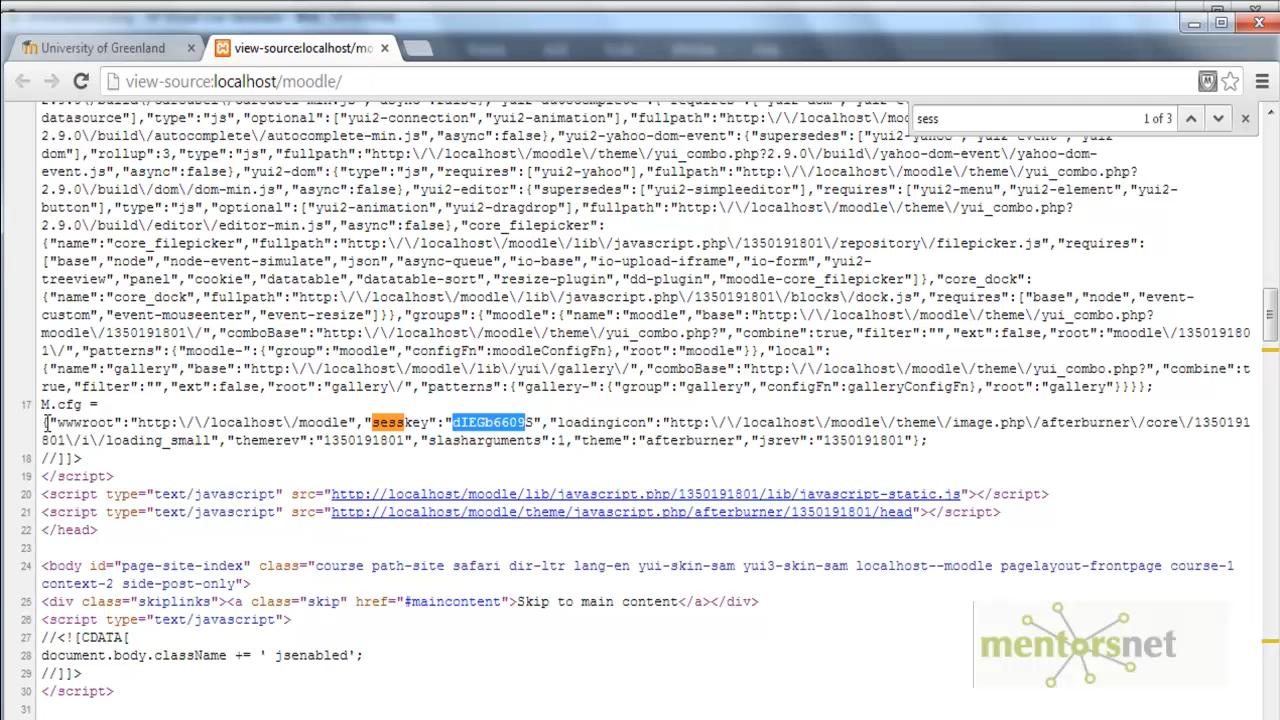 University of Greenland
view-source:localhost/mo
view-source:localhost/moodle/
sess 1 of 3
datasource"],"type":"js","optional":["yui2-connection","yui2-animation"],"fullpath":"http:\/\/localhost\/moo
2.9.0\/build\/autocomplete\/autocomplete-min.js","async":false},"yui2-yahoo-dom-event":{"supersedes":["yui2-
dom"],"rollup":3,"type":"js","fullpath":"http:\/\/localhost\/moodle\/theme\/yui_combo.php?2.9.0\/build\/yahoo-dom-event\/yahoo-dom-
event.js","async":false},"yui2-dom":{"type":"js","requires":["yui2-yahoo"],"fullpath":"http:\/\/localhost\/moodle\/theme\/yui_combo.php?
2.9.0\/build\/dom\/dom-min.js","async":false},"yui2-editor":{"supersedes":["yui2-simpleeditor"],"requires":["yui2-menu","yui2-element","yui2-
button"],"type":"js","optional":["yui2-animation","yui2-dragdrop"],"fullpath":"http:\/\/localhost\/moodle\/theme\/yui_combo.php?
2.9.0\/build\/editor\/editor-min.js","async":false},"core_filepicker":
{"name":"core_filepicker","fullpath":"http:\/\/localhost\/moodle\/lib\/javascript.php\/1350191801\/repository\/filepicker.js","requires":
["base","node","node-event-simulate","json","async-queue","io-base","io-upload-iframe","io-form","yui2-
treeview","panel","cookie","datatable","datatable-sort","resize-plugin","dd-plugin","moodle-core_filepicker"]},"core_dock":
{"name":"core_dock","fullpath":"http:\/\/localhost\/moodle\/lib\/javascript.php\/1350191801\/blocks\/dock.js","requires":["base","node","event-
custom","event-mouseenter","event-resize"]}},"groups":{"moodle":{"name":"moodle","base":"http:\/\/localhost\/moodle\/theme\/yui_combo.php?
moodle\/1350191801\/","comboBase":"http:\/\/localhost\/moodle\/theme\/yui_combo.php?","combine":true,"filter":"","ext":false,"root":"moodle\/135019180
1\/","patterns":{"moodle-":{"group":"moodle","configFn":moodleConfigFn},"root":"moodle"}},"local":
{"name":"gallery","base":"http:\/\/localhost\/moodle\/lib\/yui\/gallery\/","comboBase":"http:\/\/localhost\/moodle\/theme\/yui_combo.php?","combine":t
rue,"filter":"","ext":false,"root":"gallery\/","patterns":{"gallery-":{"group":"gallery","configFn":galleryConfigFn},"root":"gallery"}}}};
17 M.cfg =
{"wwwroot":"http:\/\/localhost\/moodle","sesskey":"dIEGb6609S","loadingicon":"http:\/\/localhost\/moodle\/theme\/image.php\/afterburner\/core\/1350191
801\/i\/loading_small","themerev":"1350191801","slasharguments":1,"theme":"afterburner","jsrev":"1350191801"};
18 //]]>
19 </script>
20 <script type="text/javascript" src="http://localhost/moodle/lib/javascript.php/1350191801/lib/javascript-static.js"></script>
21 <script type="text/javascript" src="http://localhost/moodle/theme/javascript.php/afterburner/1350191801/head"></script>
22 </head>
23
24 <body id="page-site-index" class="course path-site safari dir-ltr lang-en yui-skin-sam yui3-skin-sam localhost--moodle pagelayout-frontpage course-1
context-2 side-post-only">
25 <div class="skiplinks"><a class="skip" href="#maincontent">Skip to main content</a></div>
26 <script type="text/javascript">
27 //<![CDATA[
28 document.body.className += ' jsenabled';
29 //]]>
30 </script>
31
mentorsnet